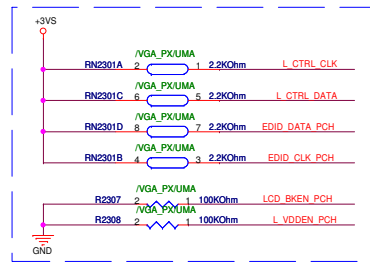 +3VS
/VGA_PX/UMA
RN2301A 2 1 2.2KOhm L_CTRL_CLK
/VGA_PX/UMA
RN2301C 6 5 2.2KOhm L_CTRL_DATA
/VGA_PX/UMA
RN2301D 8 7 2.2KOhm EDID_DATA_PCH
/VGA_PX/UMA
RN2301B 4 3 2.2KOhm EDID_CLK_PCH
/VGA_PX/UMA
R2307 2 1 100KOhm LCD_BKEN_PCH
/VGA_PX/UMA
R2308 2 1 100KOhm L_VDDEN_PCH
GND